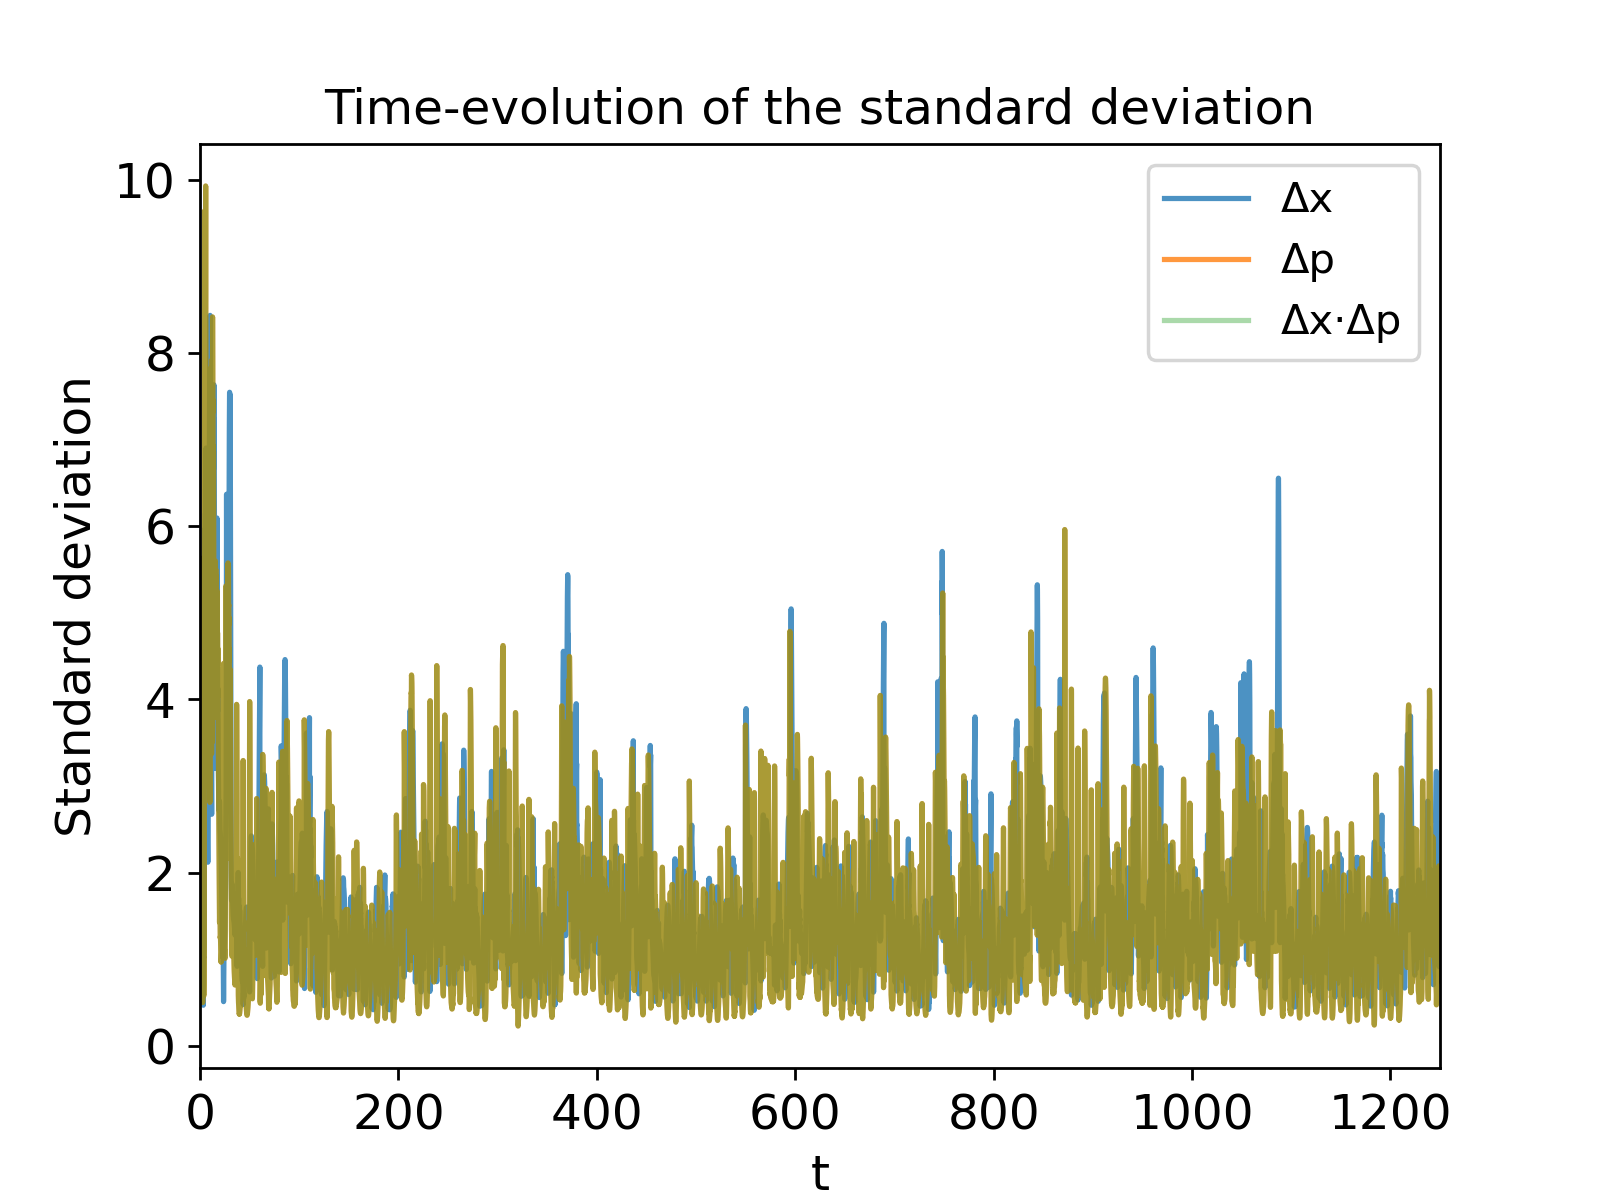 Time-evolution of the standard deviation
Standard deviation
10
8
6
4
2
0
Δx
Δp
Δx·Δp
0 200 400 600 800 1000 1200
t